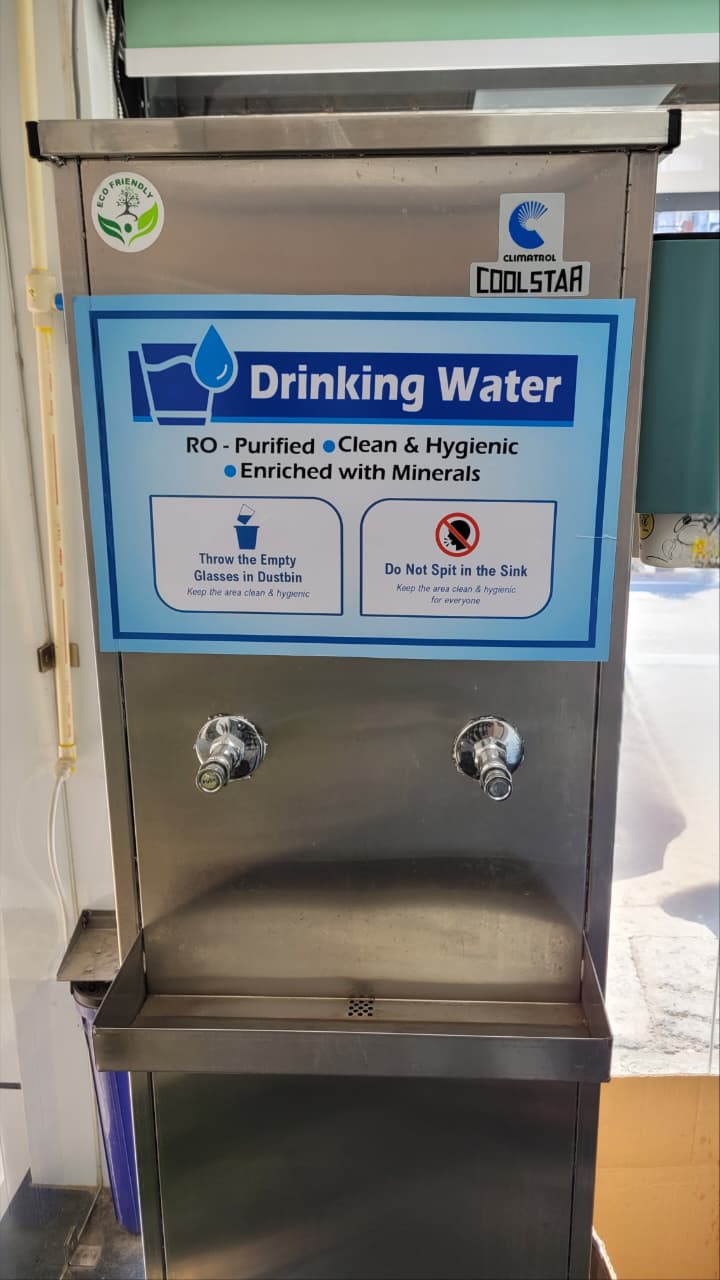 ECO FRIENDLY
CLIMATROL
COOLSTAR
Drinking Water
RO - Purified ● Clean & Hygienic
● Enriched with Minerals
Throw the Empty
Glasses in Dustbin
Keep the area clean & hygienic
Do Not Spit in the Sink
Keep the area clean & hygienic
for everyone